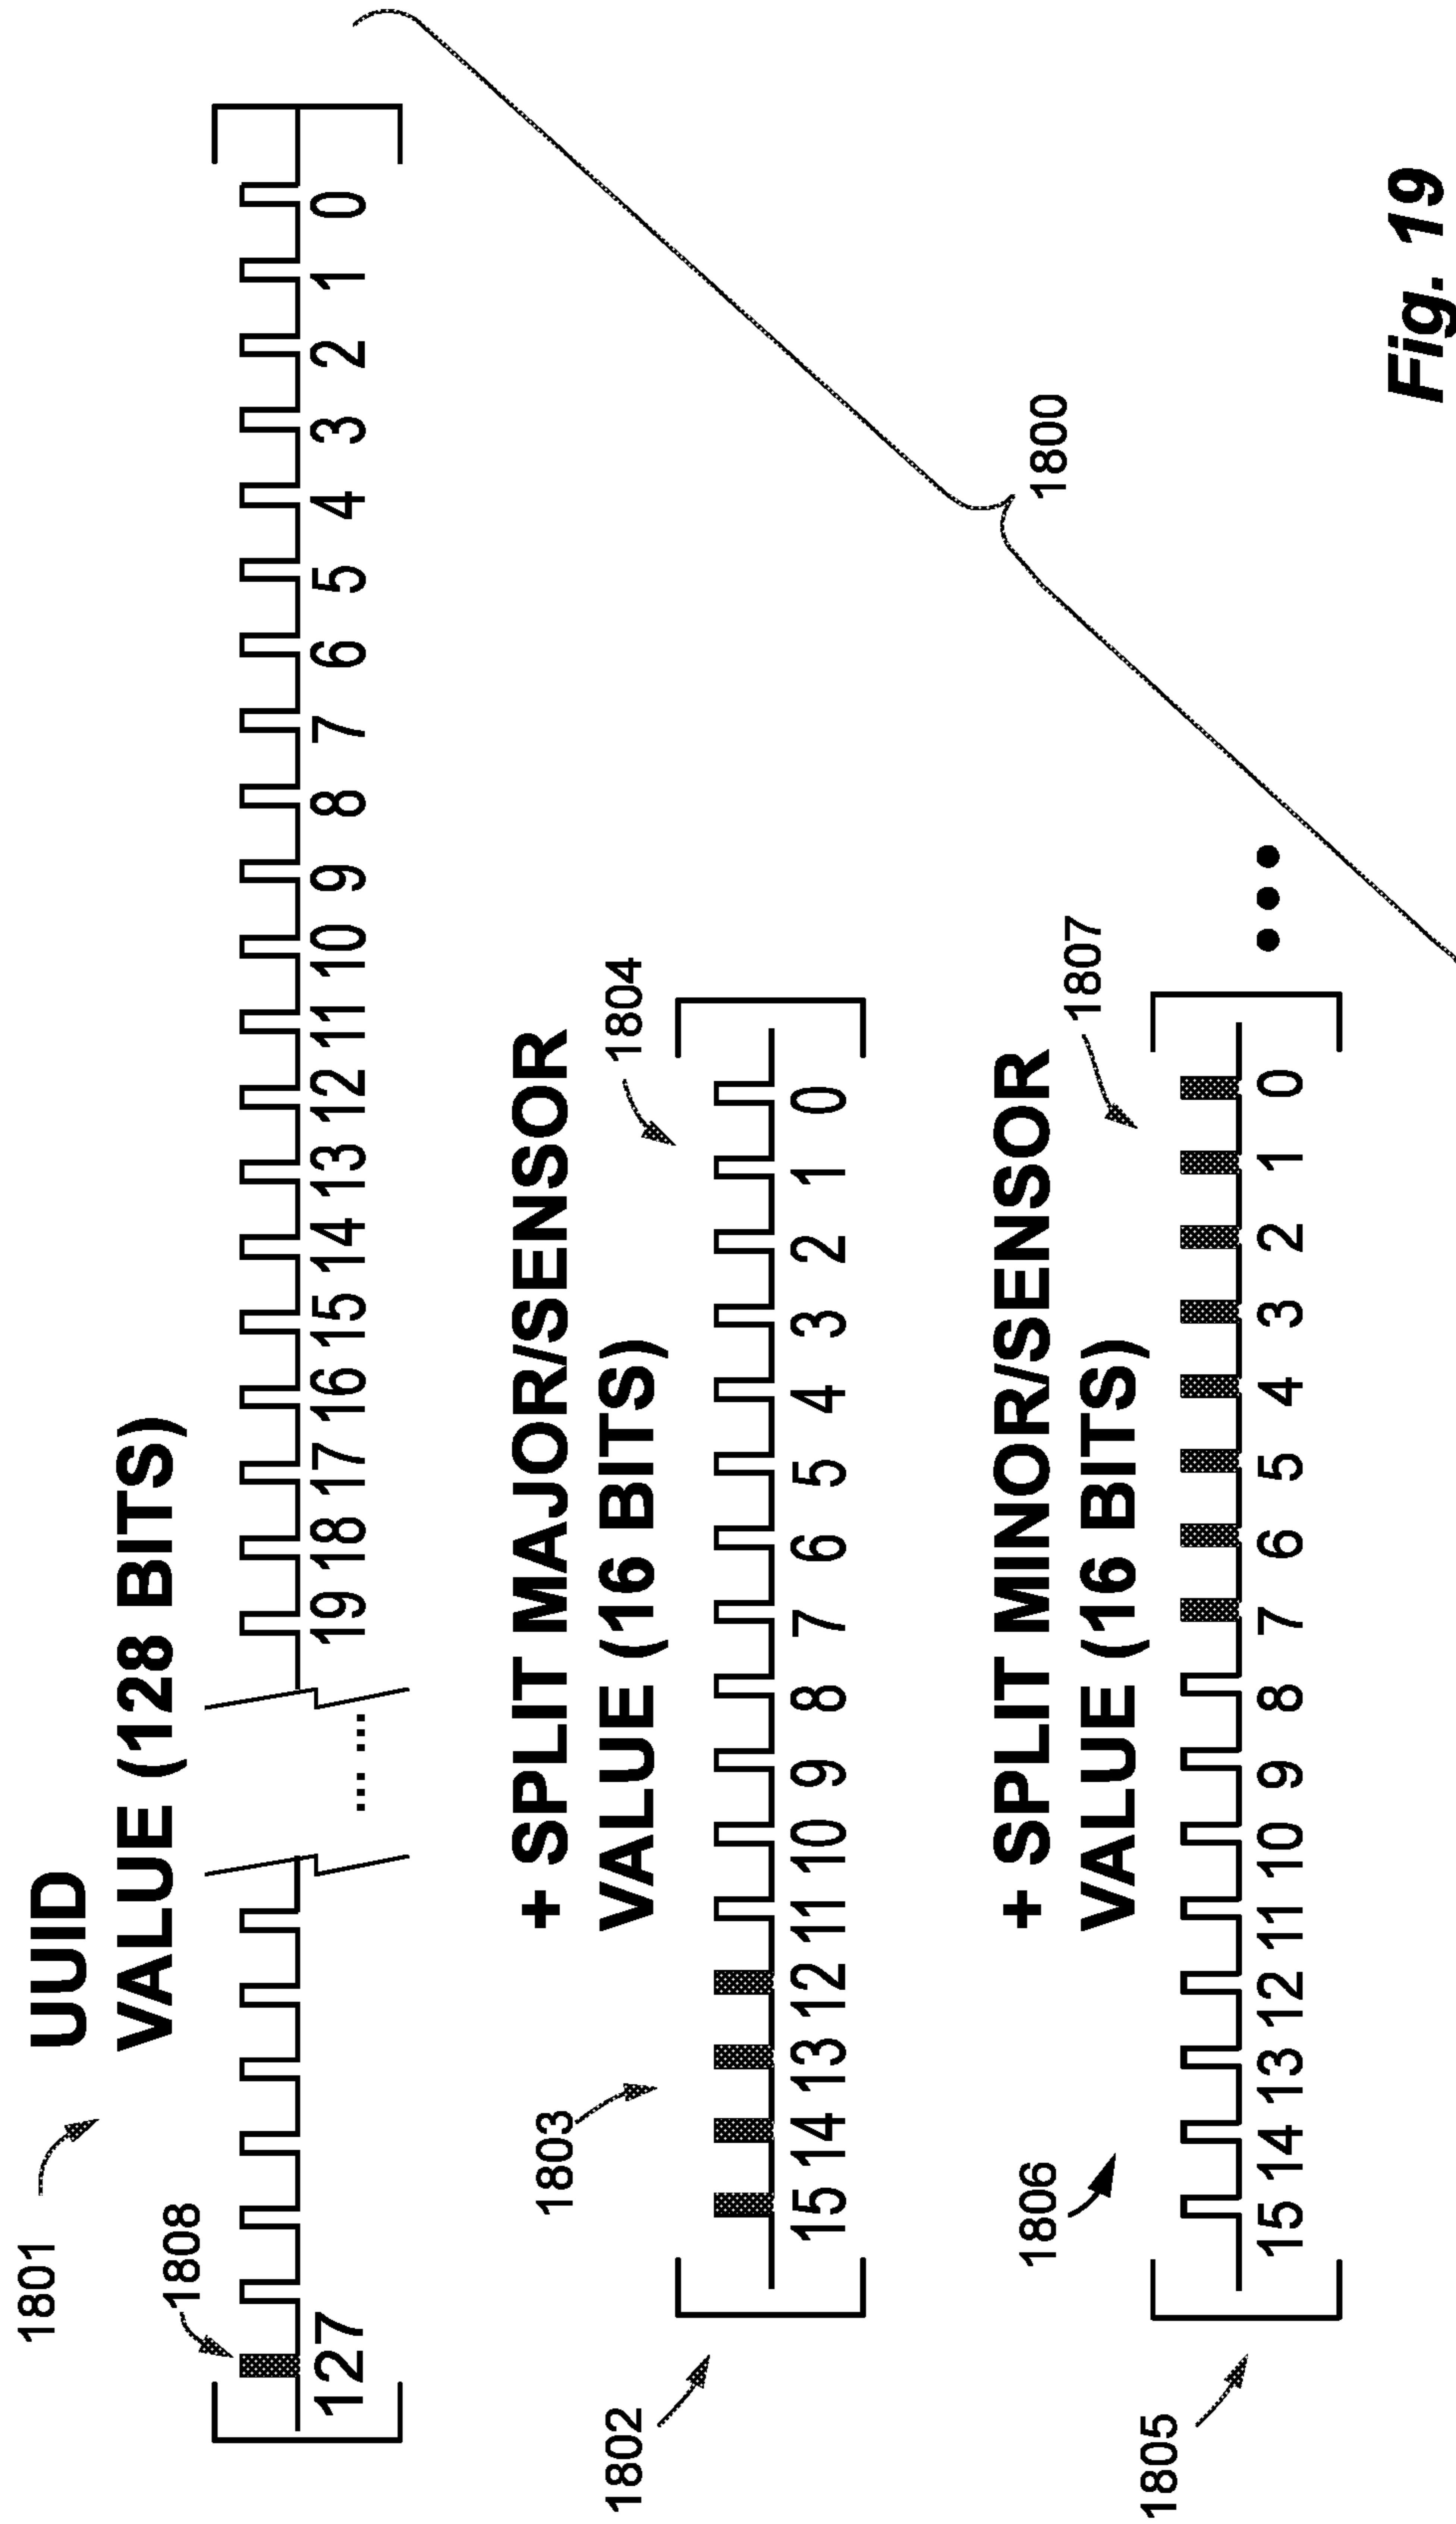 1801
UUID
VALUE (128 BITS)
1808
127 ... ... 19 18 17 16 15 14 13 12 11 10 9 8 7 6 5 4 3 2 1 0
+ SPLIT MAJOR/SENSOR
VALUE (16 BITS)
1802
1803
1804
15 14 13 12 11 10 9 8 7 6 5 4 3 2 1 0
+ SPLIT MINOR/SENSOR
VALUE (16 BITS)
1805
1806
1807
15 14 13 12 11 10 9 8 7 6 5 4 3 2 1 0
1800
Fig. 19